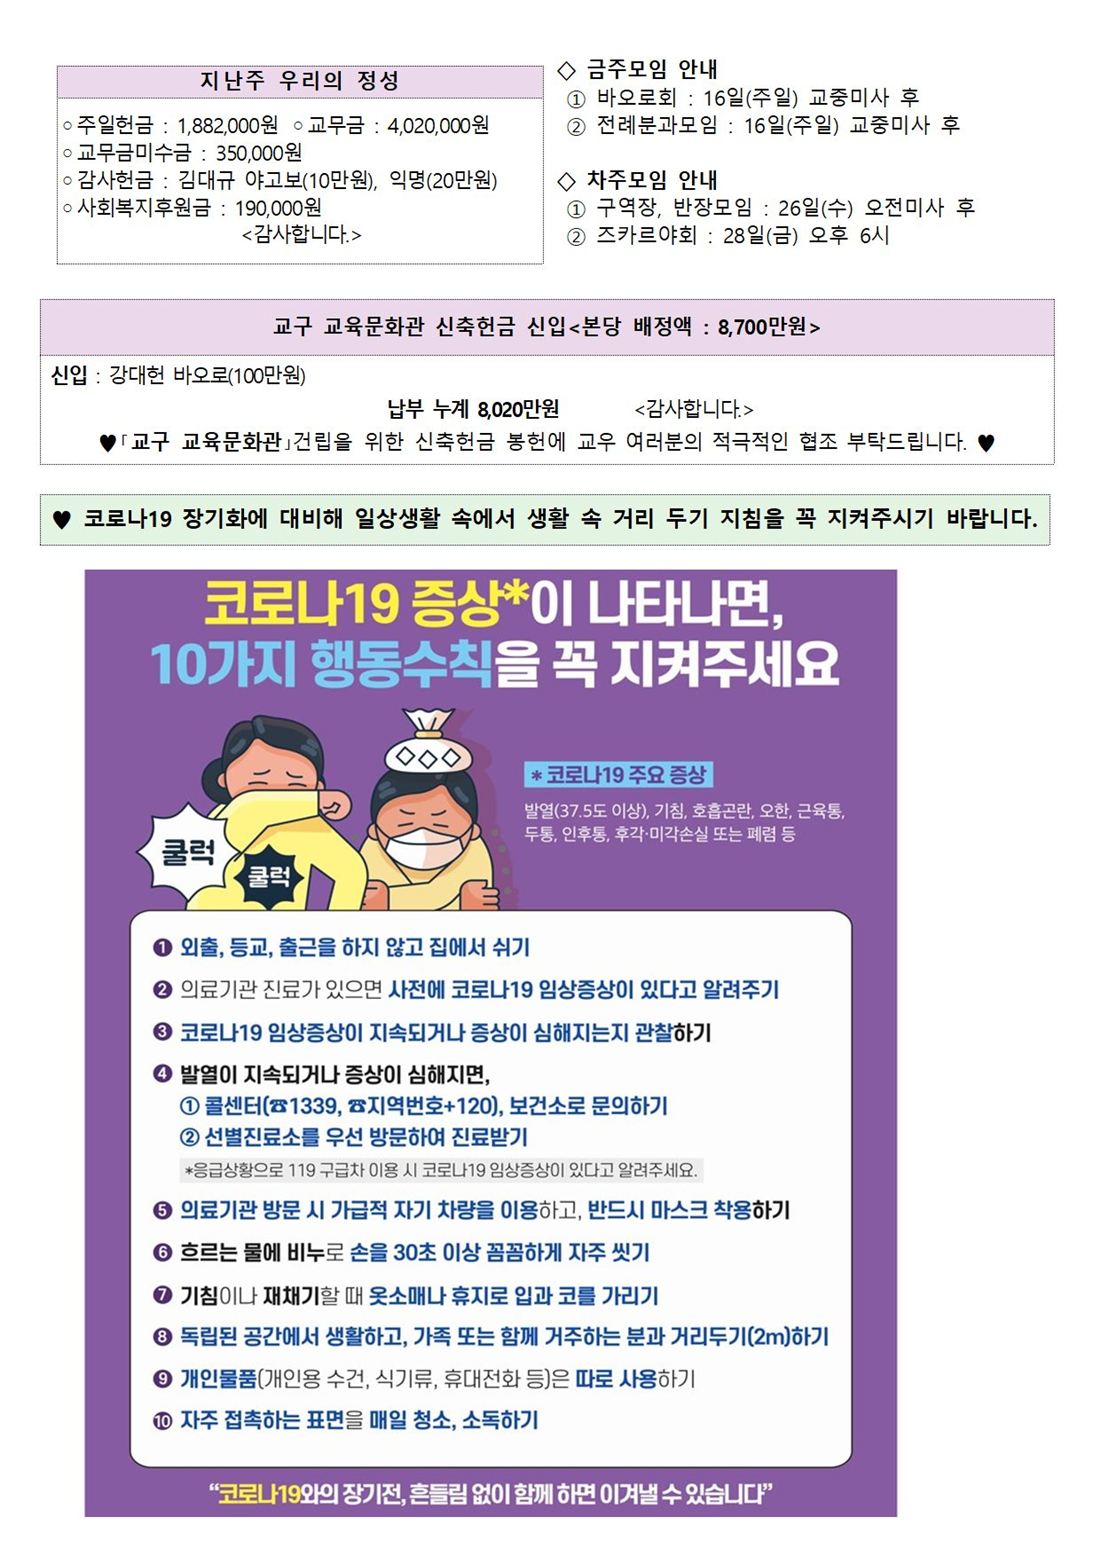 지난주 우리의 정성
○주일헌금 : 1,882,000원 ○교무금 : 4,020,000원
○교무금미수금 : 350,000원
○감사헌금 : 김대규 야고보(10만원), 익명(20만원)
○사회복지후원금 : 190,000원
<감사합니다.>
◇ 금주모임 안내
① 바오로회 : 16일(주일) 교중미사 후
② 전례분과모임 : 16일(주일) 교중미사 후
◇ 차주모임 안내
① 구역장, 반장모임 : 26일(수) 오전미사 후
② 즈카르야회 : 28일(금) 오후 6시
교구 교육문화관 신축헌금 신입<본당 배정액 : 8,700만원>
신입 : 강대헌 바오로(100만원)
납부 누계 8,020만원 <감사합니다.>
♥「교구 교육문화관」건립을 위한 신축헌금 봉헌에 교우 여러분의 적극적인 협조 부탁드립니다. ♥
♥ 코로나19 장기화에 대비해 일상생활 속에서 생활 속 거리 두기 지침을 꼭 지켜주시기 바랍니다.
코로나19 증상*이 나타나면,
10가지 행동수칙을 꼭 지켜주세요
* 코로나19 주요 증상
발열(37.5도 이상), 기침, 호흡곤란, 오한, 근육통,
두통, 인후통, 후각·미각손실 또는 폐렴 등
쿨럭
쿨럭
❶ 외출, 등교, 출근을 하지 않고 집에서 쉬기
❷ 의료기관 진료가 있으면 사전에 코로나19 임상증상이 있다고 알려주기
❸ 코로나19 임상증상이 지속되거나 증상이 심해지는지 관찰하기
❹ 발열이 지속되거나 증상이 심해지면,
① 콜센터(☎1339, ☎지역번호+120), 보건소로 문의하기
② 선별진료소를 우선 방문하여 진료받기
*응급상황으로 119 구급차 이용 시 코로나19 임상증상이 있다고 알려주세요.
❺ 의료기관 방문 시 가급적 자기 차량을 이용하고, 반드시 마스크 착용하기
❻ 흐르는 물에 비누로 손을 30초 이상 꼼꼼하게 자주 씻기
❼ 기침이나 재채기할 때 옷소매나 휴지로 입과 코를 가리기
❽ 독립된 공간에서 생활하고, 가족 또는 함께 거주하는 분과 거리두기(2m)하기
❾ 개인물품(개인용 수건, 식기류, 휴대전화 등)은 따로 사용하기
❿ 자주 접촉하는 표면을 매일 청소, 소독하기
“코로나19와의 장기전, 흔들림 없이 함께 하면 이겨낼 수 있습니다”